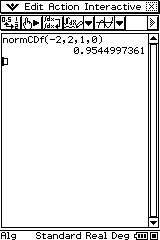 Edit Action Interactive
normCDf(-2,2,1,0)
0.9544997361
Alg Standard Real Deg